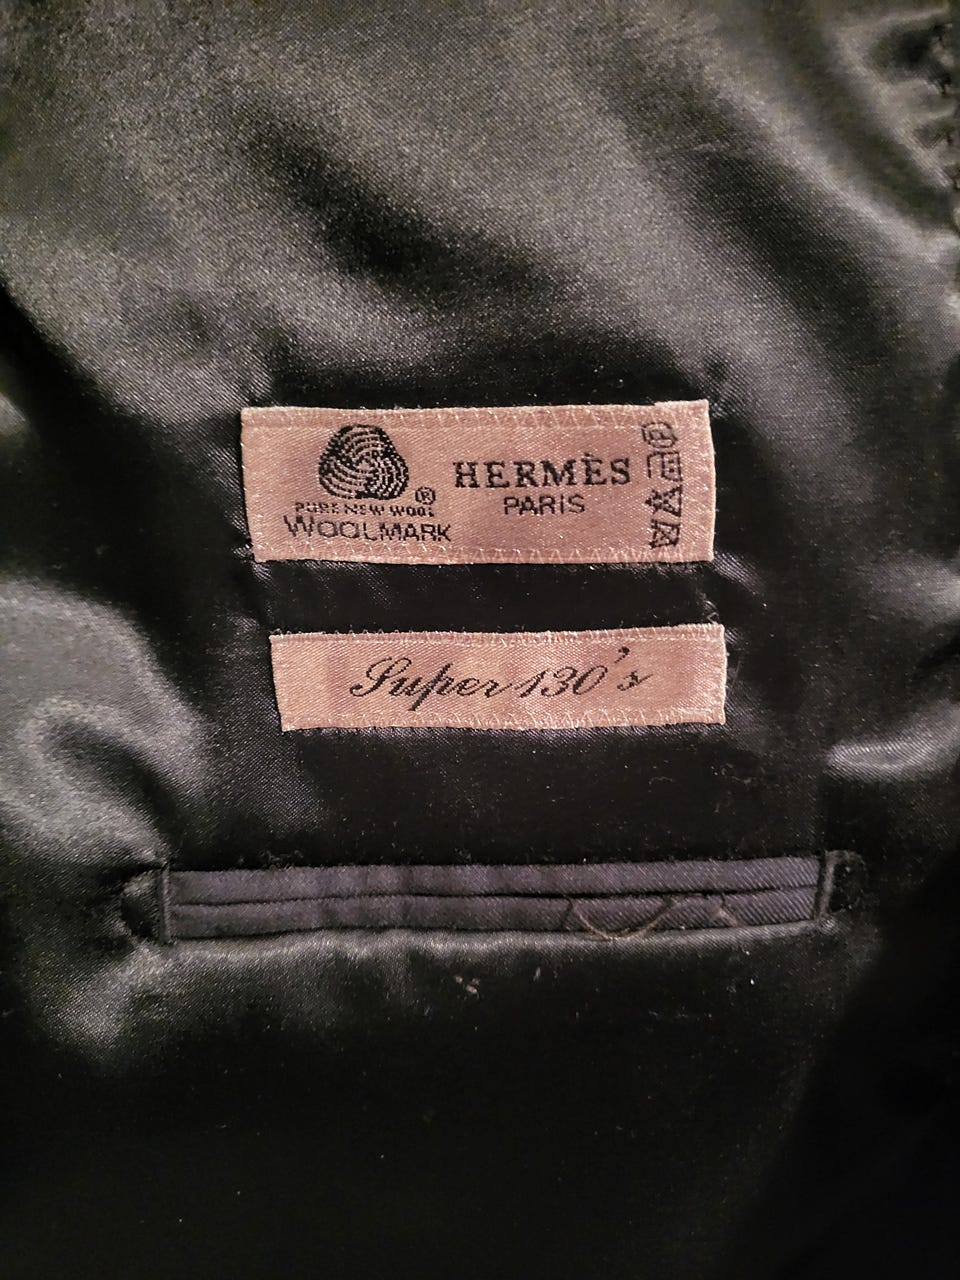 PURE NEW WOOL
WOOLMARK
®
HERMÈS
PARIS
Super 130's